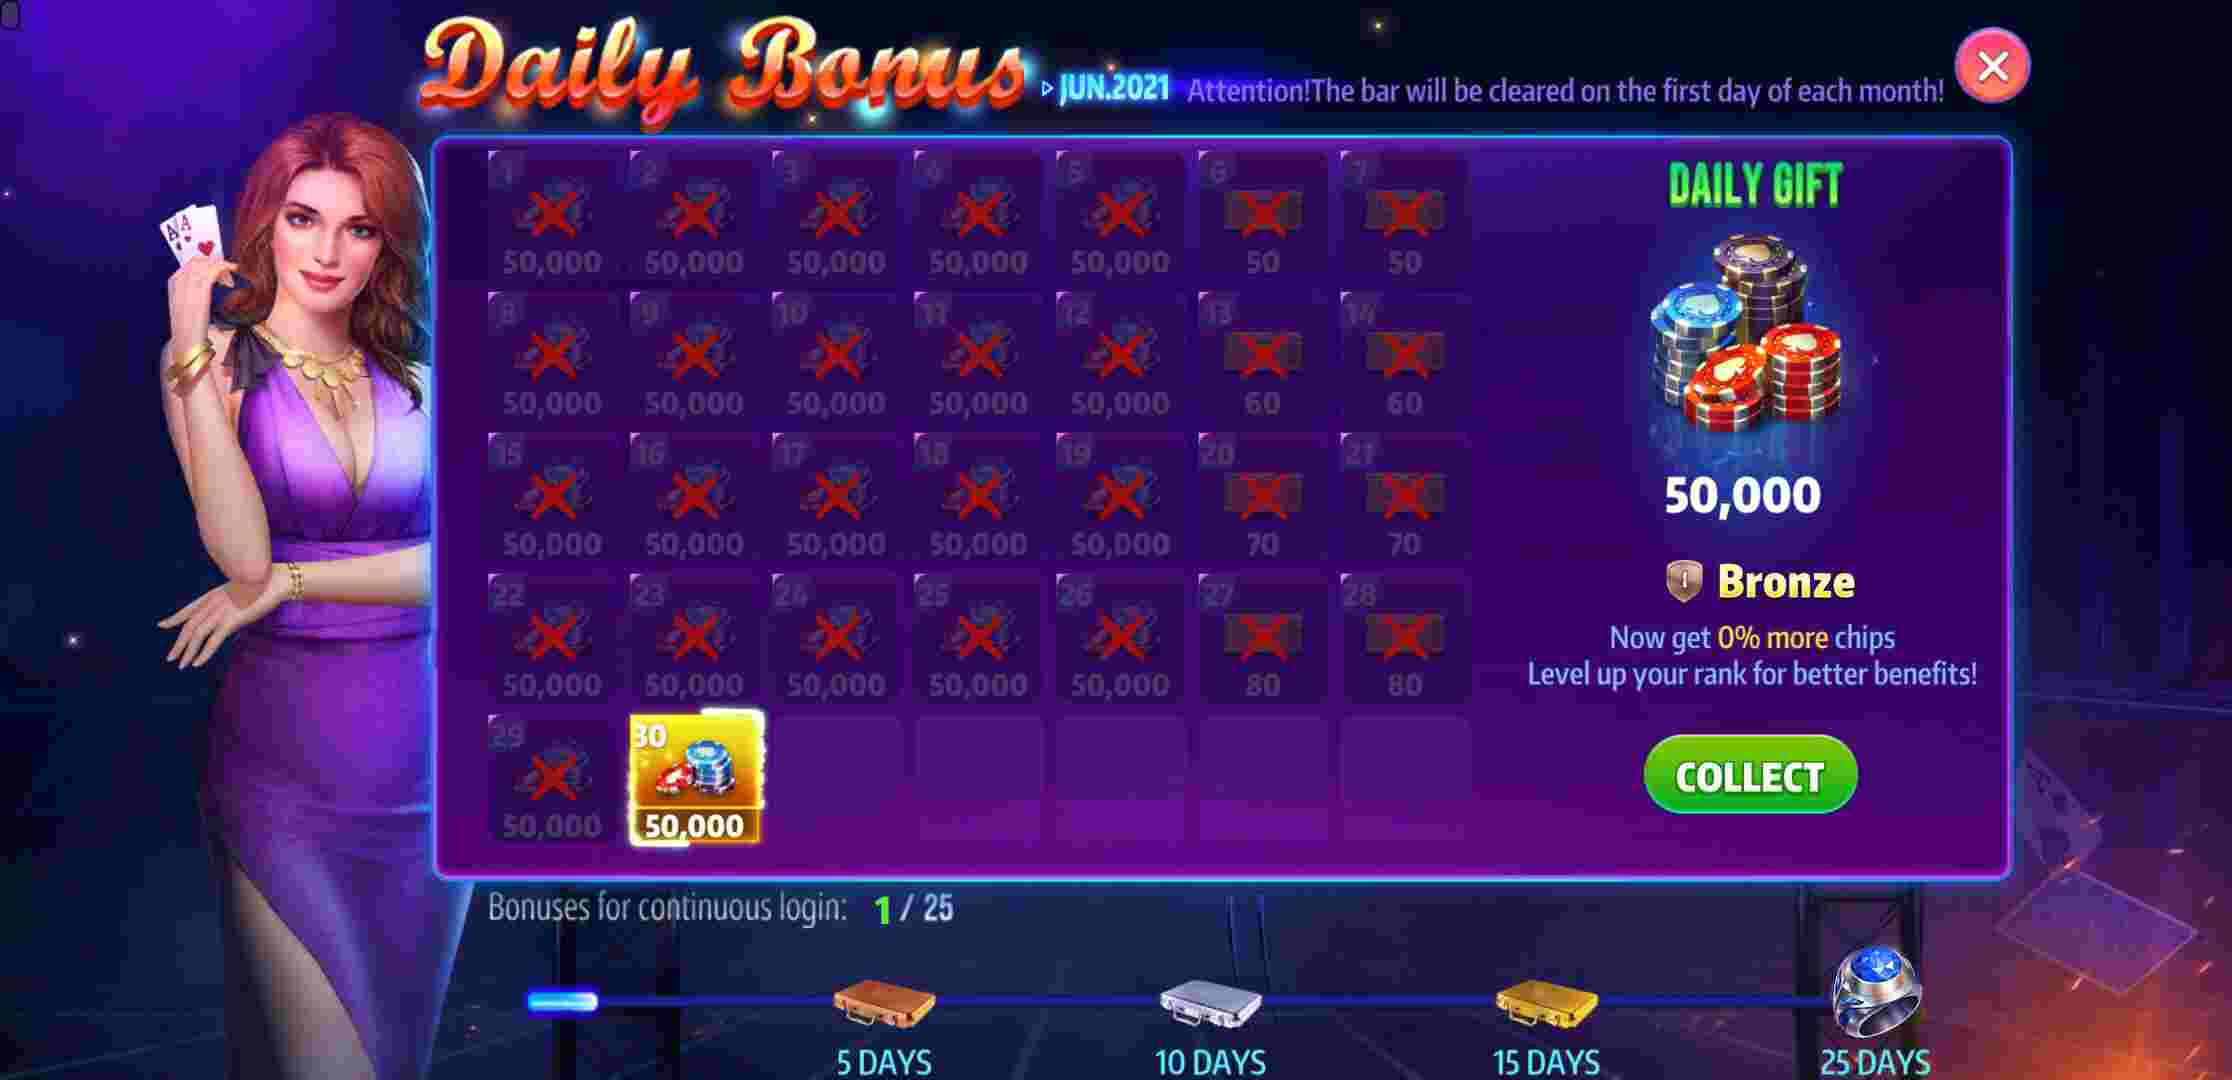 Daily Bonus
JUN.2021
Attention!The bar will be cleared on the first day of each month!
1 2 3 4 5 6 7
50,000 50,000 50,000 50,000 50,000 50 50
8 9 10 11 12 13 14
50,000 50,000 50,000 50,000 50,000 60 60
15 16 17 18 19 20 21
50,000 50,000 50,000 50,000 50,000 70 70
22 23 24 25 26 27 28
50,000 50,000 50,000 50,000 50,000 80 80
29 30
50,000 50,000
DAILY GIFT
50,000
Bronze
Now get 0% more chips
Level up your rank for better benefits!
COLLECT
Bonuses for continuous login: 1 / 25
5 DAYS 10 DAYS 15 DAYS 25 DAYS
A A